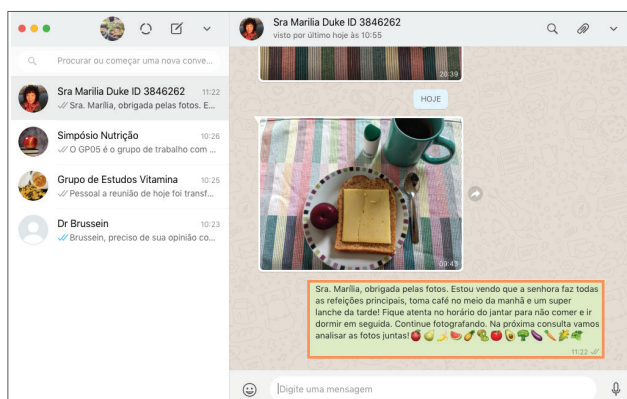 Procurar ou começar uma nova conve...
Sra Marilia Duke ID 3846262 11:22
Sra. Marília, obrigada pelas fotos. E...
Simpósio Nutrição 10:26
O GP05 é o grupo de trabalho com ...
Grupo de Estudos Vitamina 10:25
Pessoal a reunião de hoje foi transf...
Dr Brussein 10:23
Brussein, preciso de sua opinião co...
Sra Marilia Duke ID 3846262
visto por último hoje às 10:55
20:39
HOJE
09:43
Sra. Marília, obrigada pelas fotos. Estou vendo que a senhora faz todas
as refeições principais, toma café no meio da manhã e um super
lanche da tarde! Fique atenta no horário do jantar para não comer e ir
dormir em seguida. Continue fotografando. Na próxima consulta vamos
analisar as fotos juntas!
11:22
Digite uma mensagem